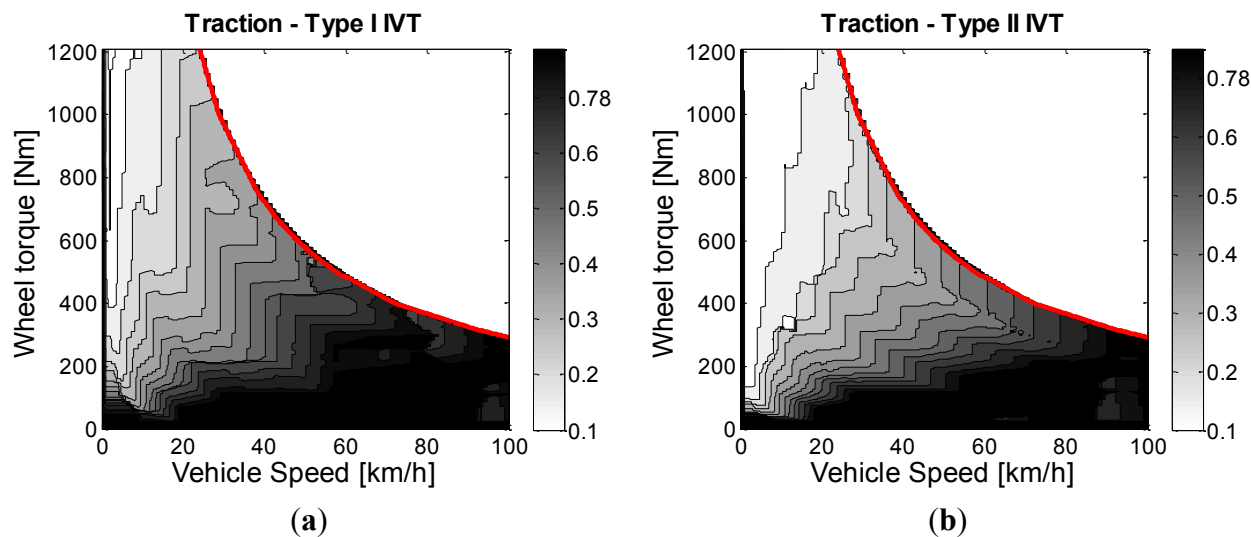 Traction - Type I IVT
1200
1000
800
600
400
200
0
Wheel torque [Nm]
0 20 40 60 80 100
Vehicle Speed [km/h]
0.78
0.6
0.5
0.4
0.3
0.2
0.1
(a)
Traction - Type II IVT
1200
1000
800
600
400
200
0
Wheel torque [Nm]
0 20 40 60 80 100
Vehicle Speed [km/h]
0.78
0.6
0.5
0.4
0.3
0.2
0.1
(b)